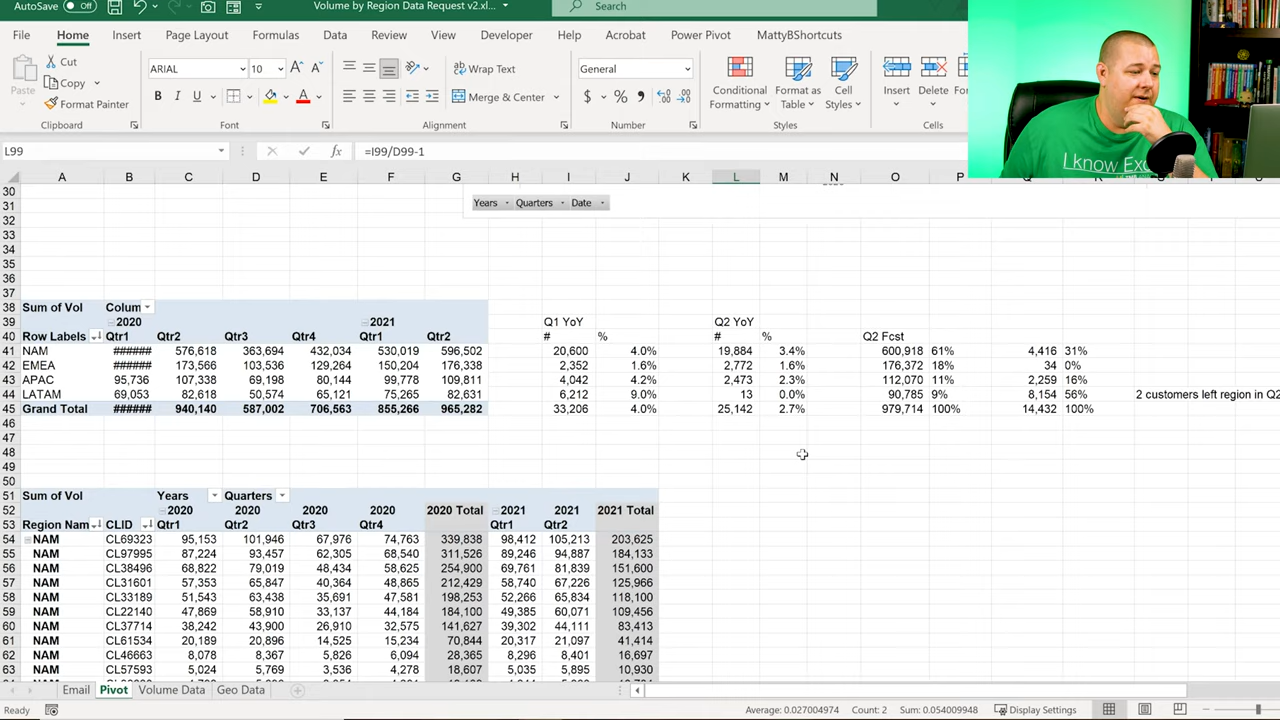 AutoSave Off Volume by Region Data Request v2.xl... Search
File Home Insert Page Layout Formulas Data Review View Developer Help Acrobat Power Pivot MattyBShortcuts
Paste Cut Copy Format Painter
ARIAL 10 B I U
Wrap Text Merge & Center
General $ %
Conditional Formatting Format as Table Cell Styles Insert Delete
Clipboard Font Alignment Number Styles Cells
I know Ex
L99 fx =I99/D99-1
A B C D E F G H I J K L M N O P Q
30
31 Years Quarters Date
32
33
34
35
36
37
38 Sum of Vol Colum
39 2020 2021 Q1 YoY Q2 YoY
40 Row Labels Qtr1 Qtr2 Qtr3 Qtr4 Qtr1 Qtr2 # % # % Q2 Fcst
41 NAM ###### 576,618 363,694 432,034 530,019 596,502 20,600 4.0% 19,884 3.4% 600,918 61% 4,416 31%
42 EMEA ###### 173,566 103,536 129,264 150,204 176,338 2,352 1.6% 2,772 1.6% 176,372 18% 34 0%
43 APAC 95,736 107,338 69,198 80,144 99,778 109,811 4,042 4.2% 2,473 2.3% 112,070 11% 2,259 16%
44 LATAM 69,053 82,618 50,574 65,121 75,265 82,631 6,212 9.0% 13 0.0% 90,785 9% 8,154 56% 2 customers left region in Q2
45 Grand Total ###### 940,140 587,002 706,563 855,266 965,282 33,206 4.0% 25,142 2.7% 979,714 100% 14,432 100%
46
47
48
49
50
51 Sum of Vol Years Quarters
52 2020 2020 2020 2020 2020 Total 2021 2021 2021 Total
53 Region Nam CLID Qtr1 Qtr2 Qtr3 Qtr4 Qtr1 Qtr2
54 NAM CL69323 95,153 101,946 67,976 74,763 339,838 98,412 105,213 203,625
55 NAM CL97995 87,224 93,457 62,305 68,540 311,526 89,246 94,887 184,133
56 NAM CL38496 68,822 79,019 48,434 58,625 254,900 69,761 81,839 151,600
57 NAM CL31601 57,353 65,847 40,364 48,865 212,429 58,740 67,226 125,966
58 NAM CL33189 51,543 63,438 35,691 47,581 198,253 52,266 65,834 118,100
59 NAM CL22140 47,869 58,910 33,137 44,184 184,100 49,385 60,071 109,456
60 NAM CL37714 38,242 43,900 26,910 32,575 141,627 39,302 44,111 83,413
61 NAM CL61534 20,189 20,896 14,525 15,234 70,844 20,317 21,097 41,414
62 NAM CL46663 8,078 8,367 5,826 6,094 28,365 8,296 8,401 16,697
63 NAM CL57593 5,024 5,769 3,536 4,278 18,607 5,035 5,895 10,930
Email Pivot Volume Data Geo Data
Ready Average: 0.027004974 Count: 2 Sum: 0.054009948 Display Settings